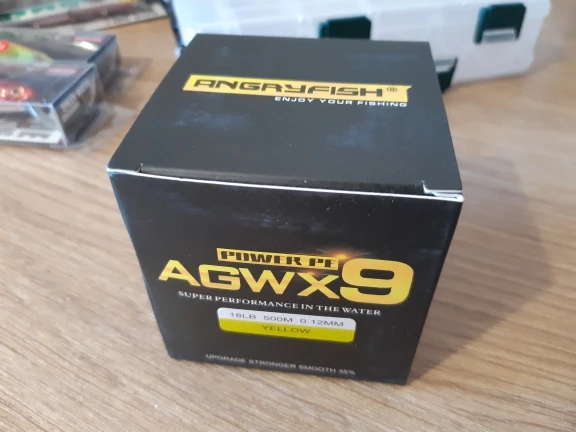 ANGRYFISH®
ENJOY YOUR FISHING
POWER PE
AGWX9
SUPER PERFORMANCE IN THE WATER
18LB 500M 0.12MM
YELLOW
UPGRADE STRONGER SMOOTH